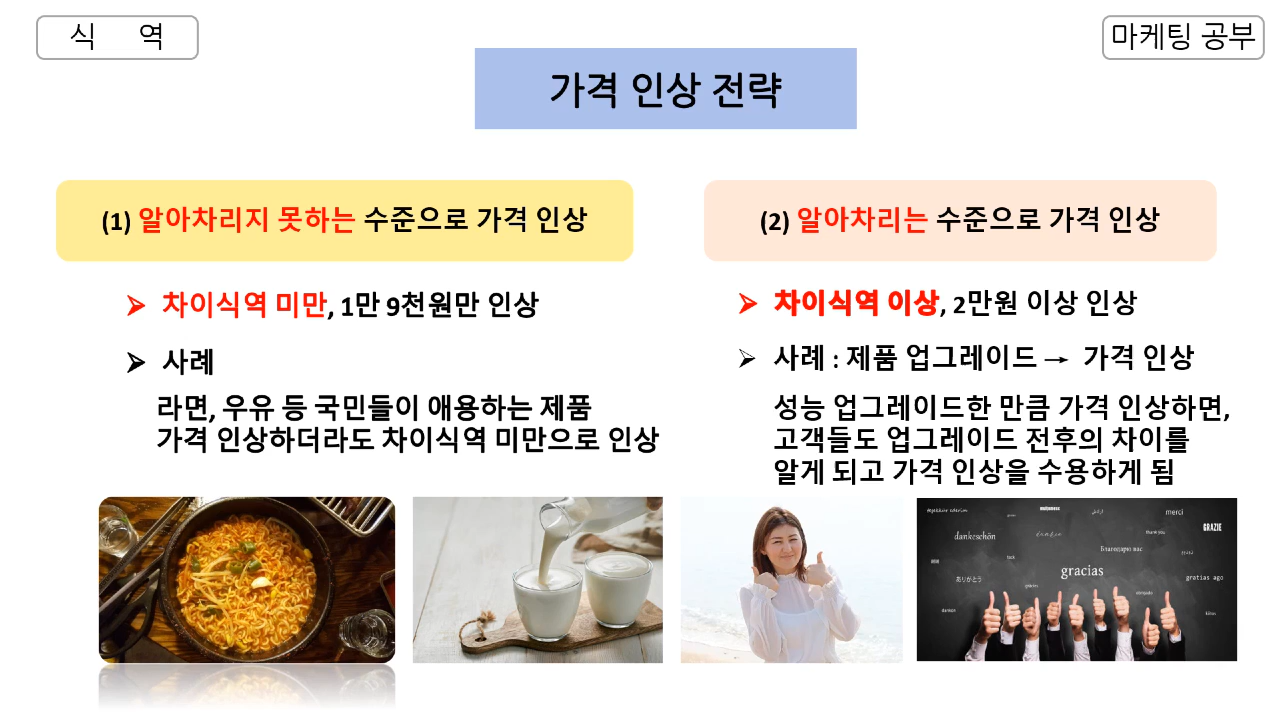 식 역
마케팅 공부
가격 인상 전략
(1) 알아차리지 못하는 수준으로 가격 인상
➢ 차이식역 미만, 1만 9천원만 인상
➢ 사례
라면, 우유 등 국민들이 애용하는 제품
가격 인상하더라도 차이식역 미만으로 인상
(2) 알아차리는 수준으로 가격 인상
➢ 차이식역 이상, 2만원 이상 인상
➢ 사례 : 제품 업그레이드 → 가격 인상
성능 업그레이드한 만큼 가격 인상하면,
고객들도 업그레이드 전후의 차이를
알게 되고 가격 인상을 수용하게 됨
merci
GRAZIE
dankeschön
gracias
ありがとう
gratias ago